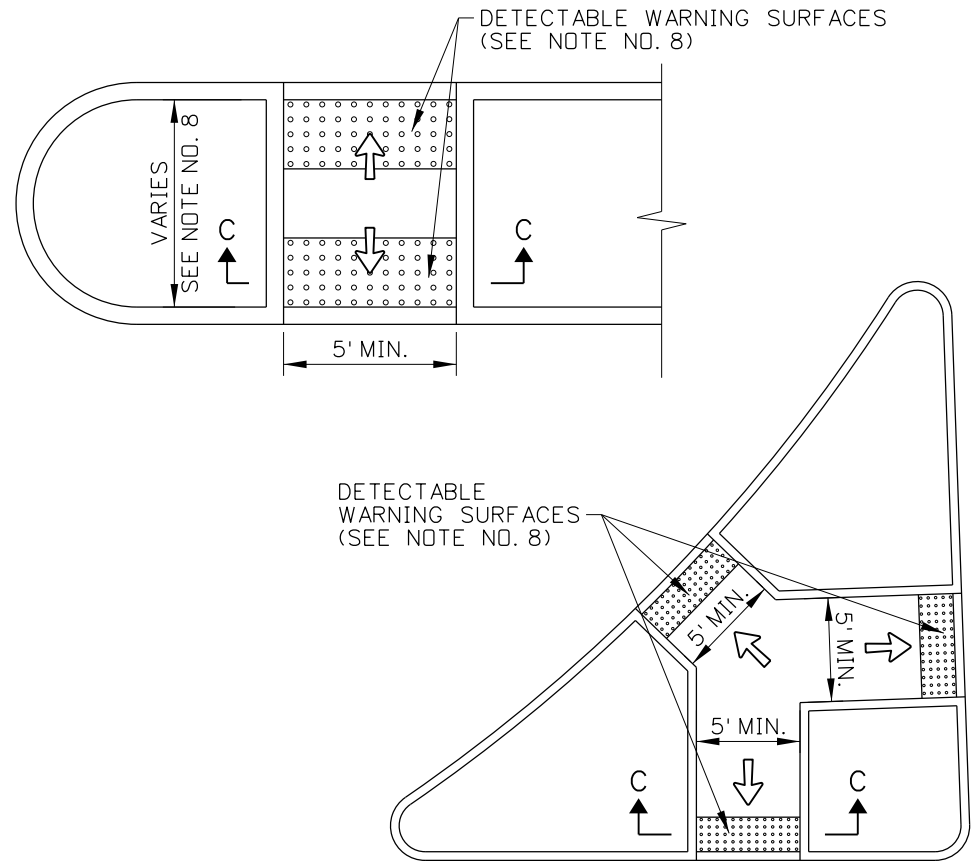 DETECTABLE WARNING SURFACES
(SEE NOTE NO. 8)
VARIES
SEE NOTE NO. 8
C
C
5' MIN.
DETECTABLE
WARNING SURFACES
(SEE NOTE NO. 8)
5' MIN.
5' MIN.
5' MIN.
C
C